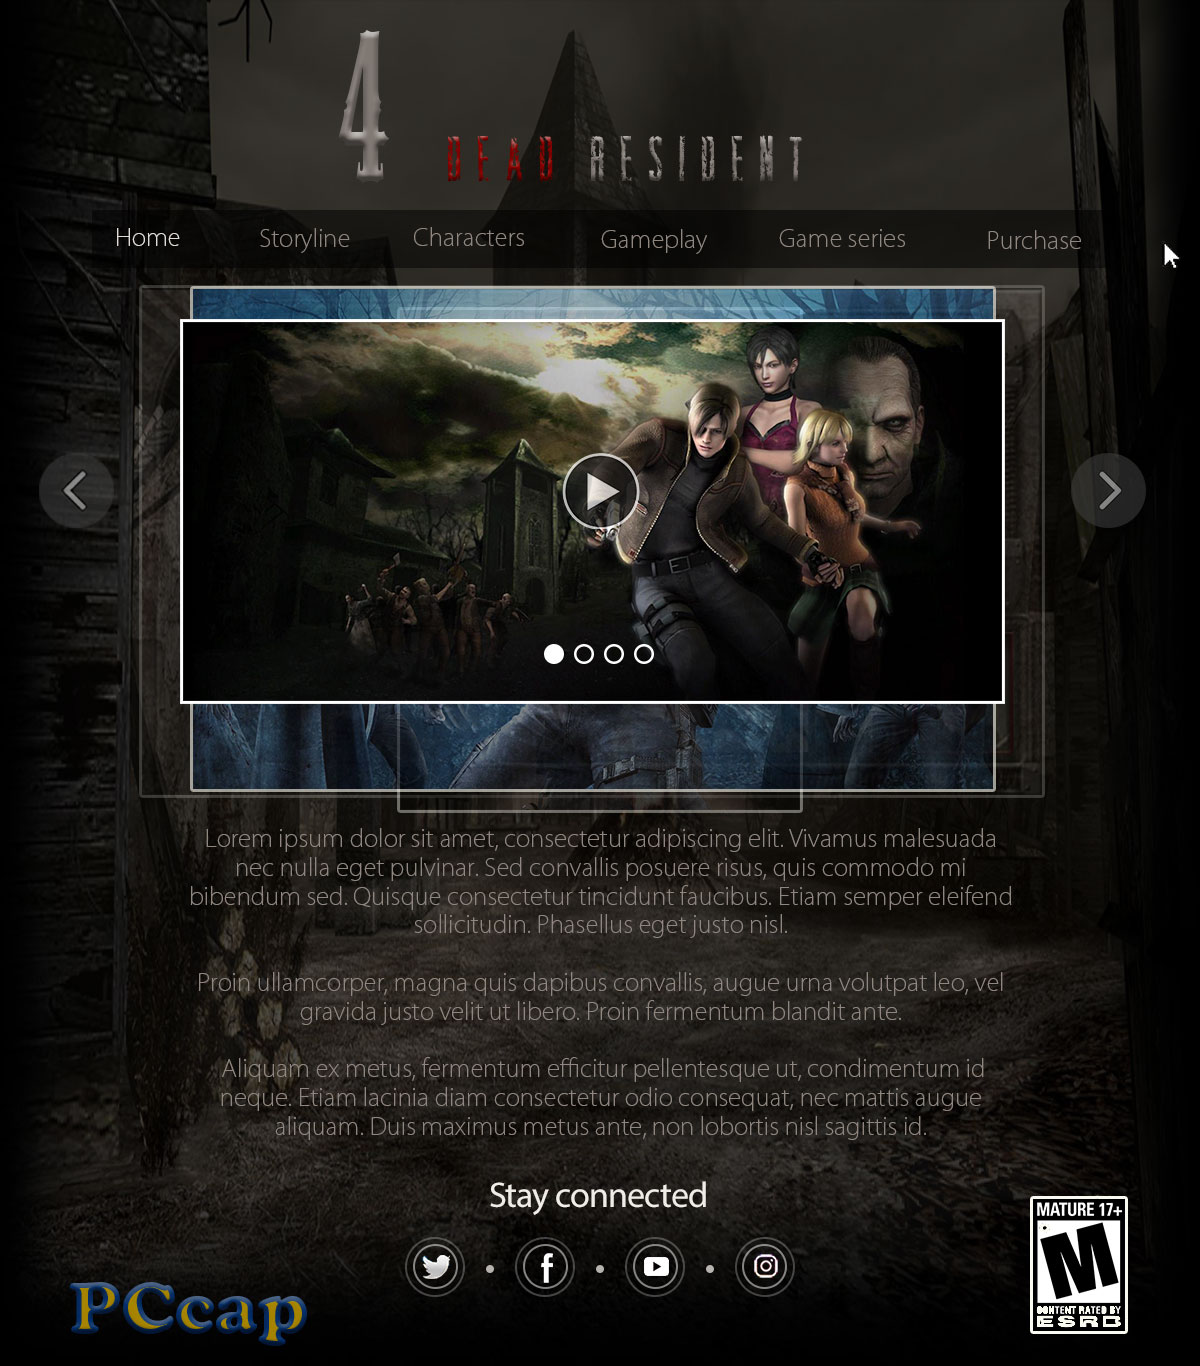 4
DEAD RESIDENT
Home Storyline Characters Gameplay Game series Purchase
Lorem ipsum dolor sit amet, consectetur adipiscing elit. Vivamus malesuada
nec nulla eget pulvinar. Sed convallis posuere risus, quis commodo mi
bibendum sed. Quisque consectetur tincidunt faucibus. Etiam semper eleifend
sollicitudin. Phasellus eget justo nisl.
Proin ullamcorper, magna quis dapibus convallis, augue urna volutpat leo, vel
gravida justo velit ut libero. Proin fermentum blandit ante.
Aliquam ex metus, fermentum efficitur pellentesque ut, condimentum id
neque. Etiam lacinia diam consectetur odio consequat, nec mattis augue
aliquam. Duis maximus metus ante, non lobortis nisl sagittis id.
Stay connected
PCcap
MATURE 17+
M
CONTENT RATED BY
ESRB